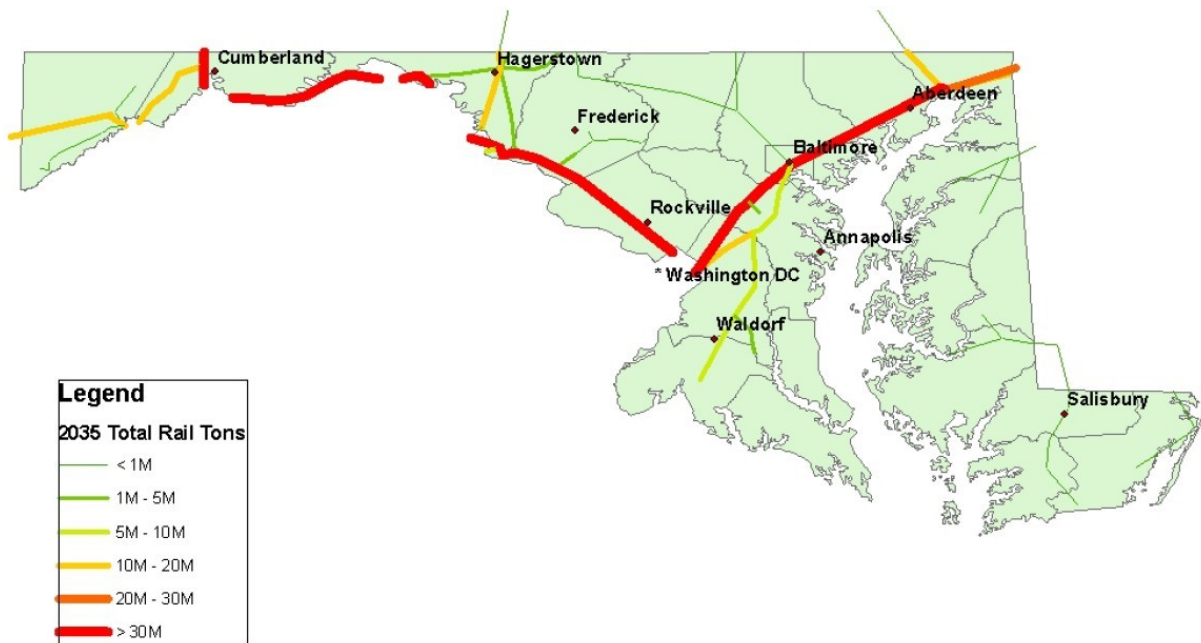 Cumberland
Hagerstown
Aberdeen
Frederick
Baltimore
Rockville
Annapolis
* Washington DC
Waldorf
Salisbury
Legend
2035 Total Rail Tons
< 1M
1M - 5M
5M - 10M
10M - 20M
20M - 30M
> 30M